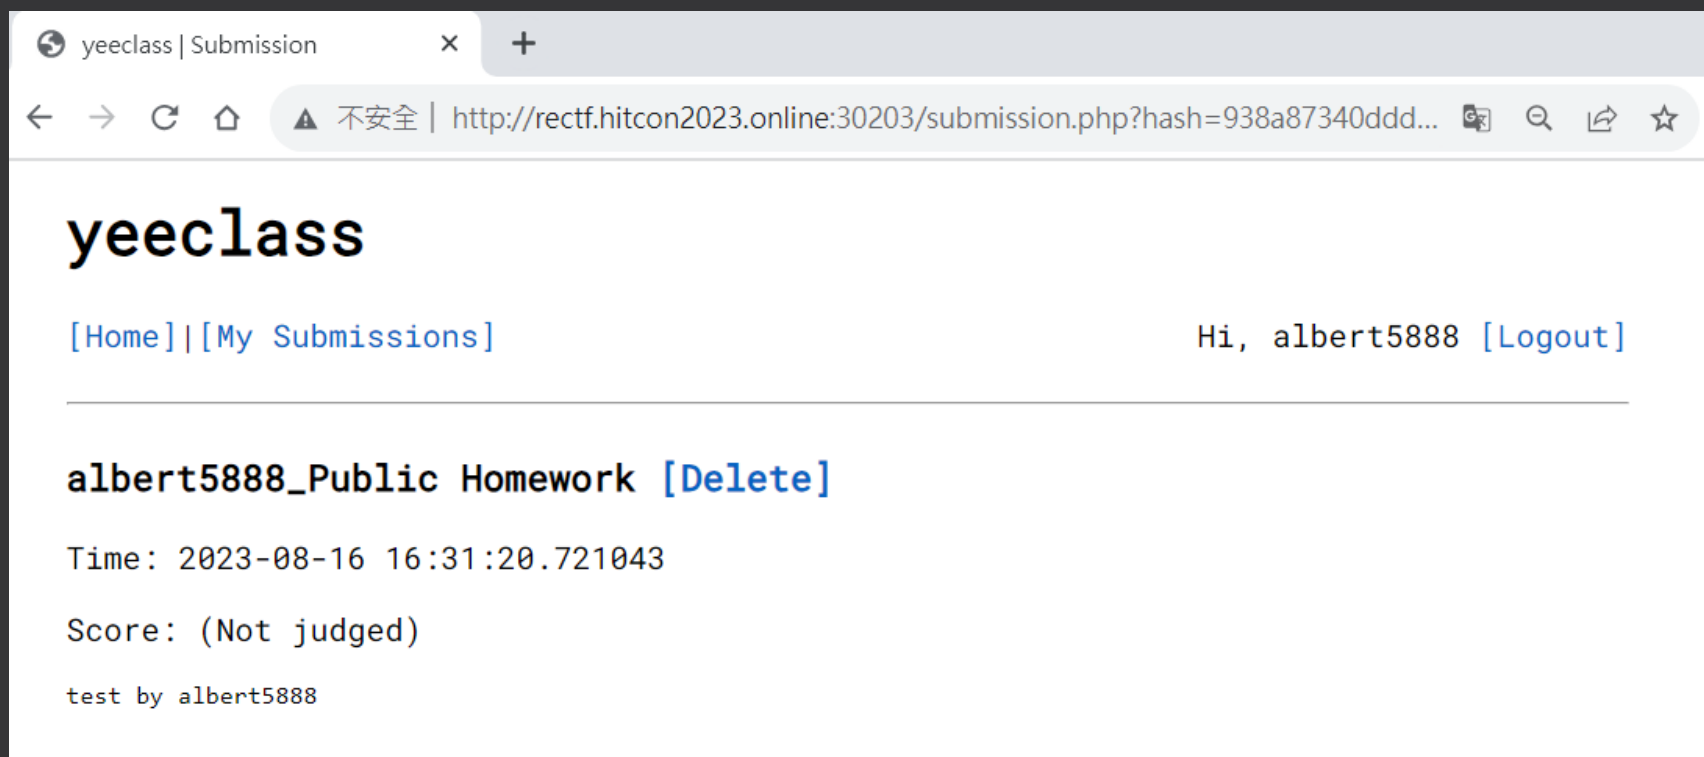 yeeclass | Submission
不安全 | http://rectf.hitcon2023.online:30203/submission.php?hash=938a87340ddd...
yeeclass
[Home]|[My Submissions] Hi, albert5888 [Logout]
albert5888_Public Homework [Delete]
Time: 2023-08-16 16:31:20.721043
Score: (Not judged)
test by albert5888